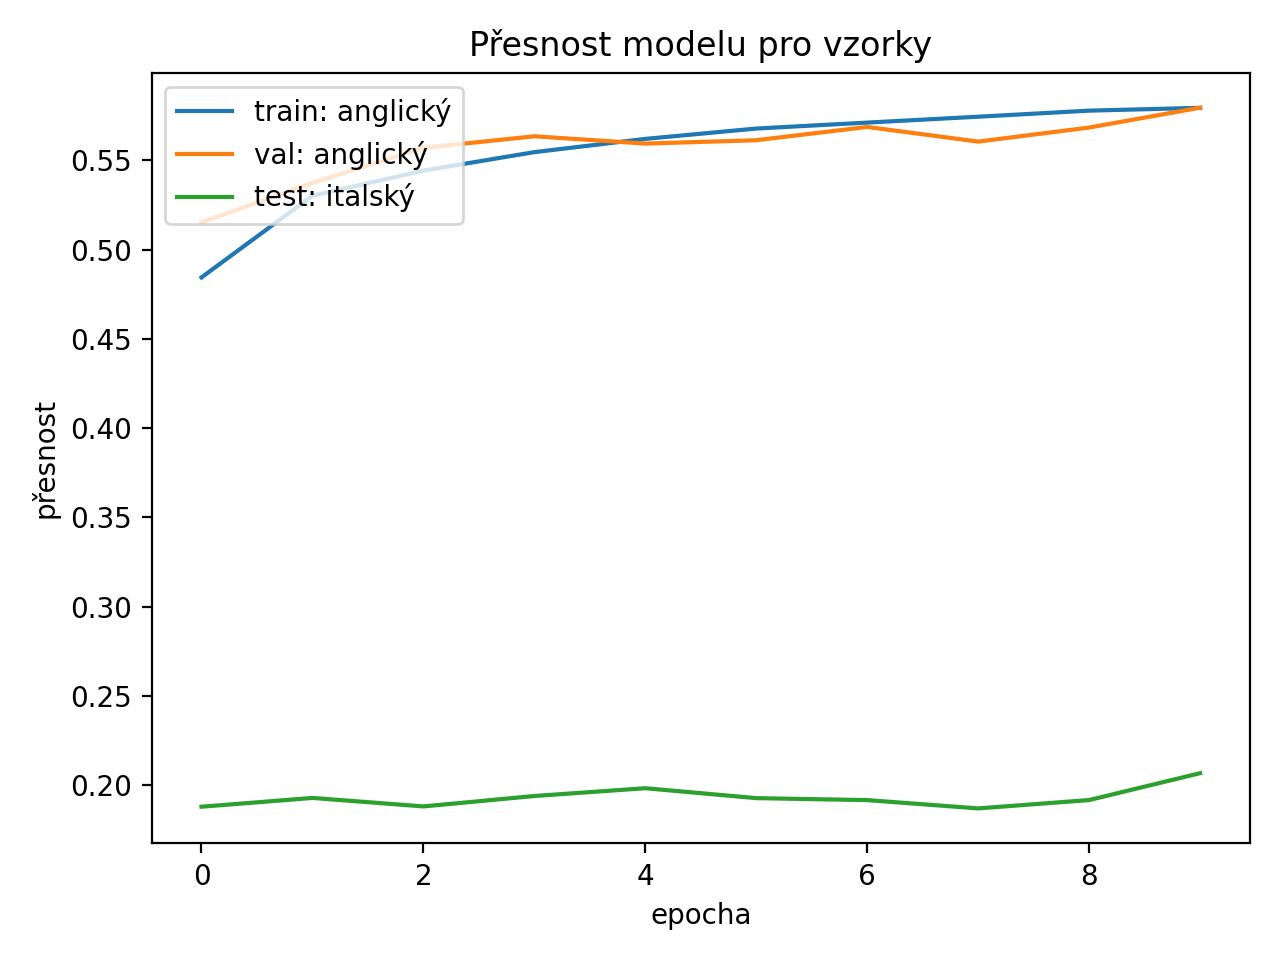 Přesnost modelu pro vzorky
train: anglický
val: anglický
test: italský
přesnost
0.55
0.50
0.45
0.40
0.35
0.30
0.25
0.20
0
2
4
6
8
epocha